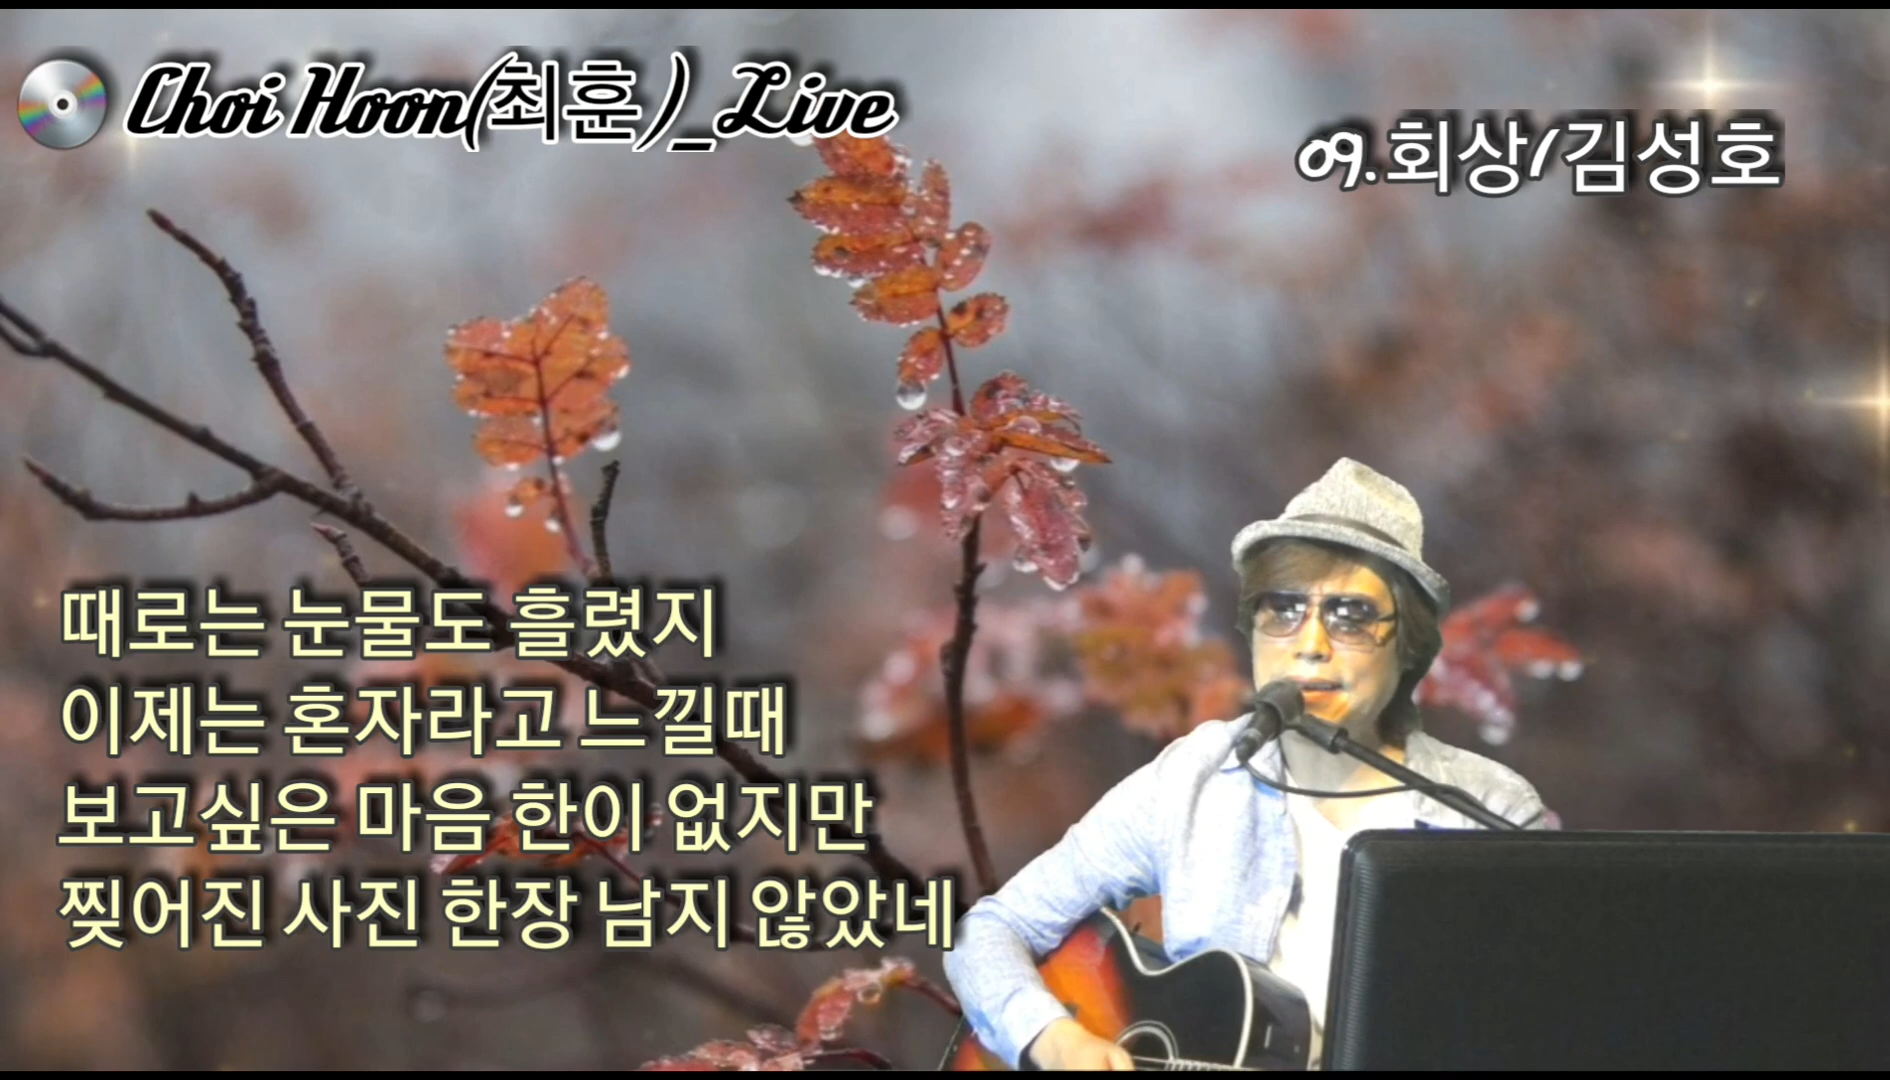 Choi Hoon(최훈)_Live
09.회상/김성호
때로는 눈물도 흘렸지
이제는 혼자라고 느낄때
보고싶은 마음 한이 없지만
찢어진 사진 한장 남지 않았네